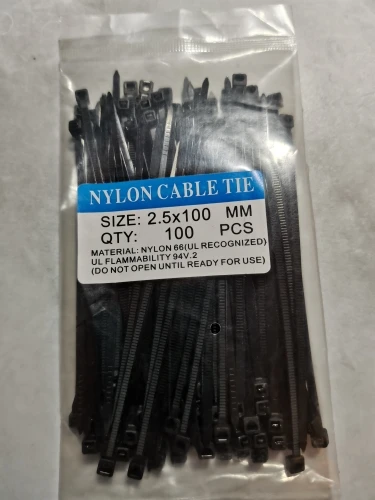 NYLON CABLE TIE
SIZE: 2.5x100 MM
QTY: 100 PCS
MATERIAL: NYLON 66(UL RECOGNIZED)
UL FLAMMABILITY 94V.2
(DO NOT OPEN UNTIL READY FOR USE)